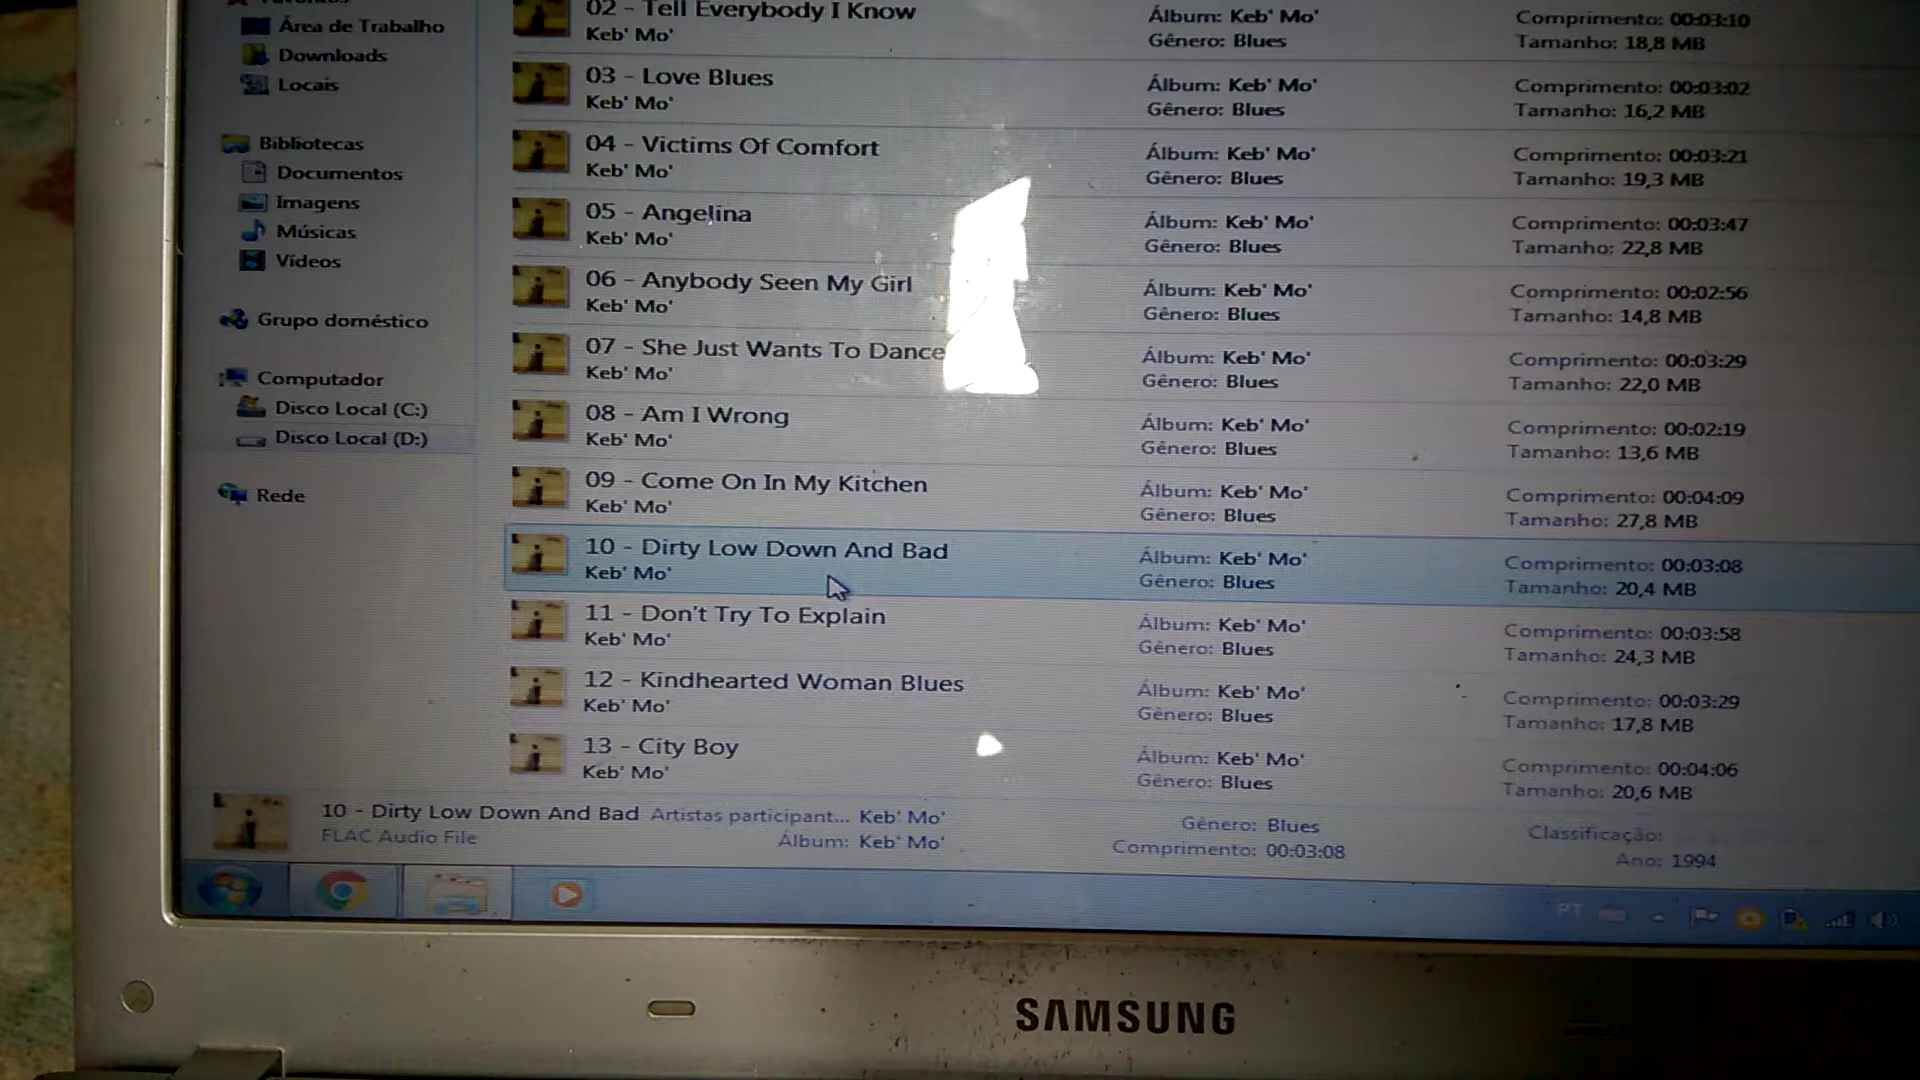 Favoritos
Área de Trabalho
Downloads
Locais
Bibliotecas
Documentos
Imagens
Músicas
Vídeos
Grupo doméstico
Computador
Disco Local (C:)
Disco Local (D:)
Rede
02 - Tell Everybody I Know
Keb' Mo'
Álbum: Keb' Mo'
Gênero: Blues
Comprimento: 00:03:10
Tamanho: 18,8 MB
03 - Love Blues
Keb' Mo'
Álbum: Keb' Mo'
Gênero: Blues
Comprimento: 00:03:02
Tamanho: 16,2 MB
04 - Victims Of Comfort
Keb' Mo'
Álbum: Keb' Mo'
Gênero: Blues
Comprimento: 00:03:21
Tamanho: 19,3 MB
05 - Angelina
Keb' Mo'
Álbum: Keb' Mo'
Gênero: Blues
Comprimento: 00:03:47
Tamanho: 22,8 MB
06 - Anybody Seen My Girl
Keb' Mo'
Álbum: Keb' Mo'
Gênero: Blues
Comprimento: 00:02:56
Tamanho: 14,8 MB
07 - She Just Wants To Dance
Keb' Mo'
Álbum: Keb' Mo'
Gênero: Blues
Comprimento: 00:03:29
Tamanho: 22,0 MB
08 - Am I Wrong
Keb' Mo'
Álbum: Keb' Mo'
Gênero: Blues
Comprimento: 00:02:19
Tamanho: 13,6 MB
09 - Come On In My Kitchen
Keb' Mo'
Álbum: Keb' Mo'
Gênero: Blues
Comprimento: 00:04:09
Tamanho: 27,8 MB
10 - Dirty Low Down And Bad
Keb' Mo'
Álbum: Keb' Mo'
Gênero: Blues
Comprimento: 00:03:08
Tamanho: 20,4 MB
11 - Don't Try To Explain
Keb' Mo'
Álbum: Keb' Mo'
Gênero: Blues
Comprimento: 00:03:58
Tamanho: 24,3 MB
12 - Kindhearted Woman Blues
Keb' Mo'
Álbum: Keb' Mo'
Gênero: Blues
Comprimento: 00:03:29
Tamanho: 17,8 MB
13 - City Boy
Keb' Mo'
Álbum: Keb' Mo'
Gênero: Blues
Comprimento: 00:04:06
Tamanho: 20,6 MB
10 - Dirty Low Down And Bad
FLAC Audio File
Artistas participant... Keb' Mo'
Álbum: Keb' Mo'
Gênero: Blues
Comprimento: 00:03:08
Classificação:
Ano: 1994
PT
SAMSUNG